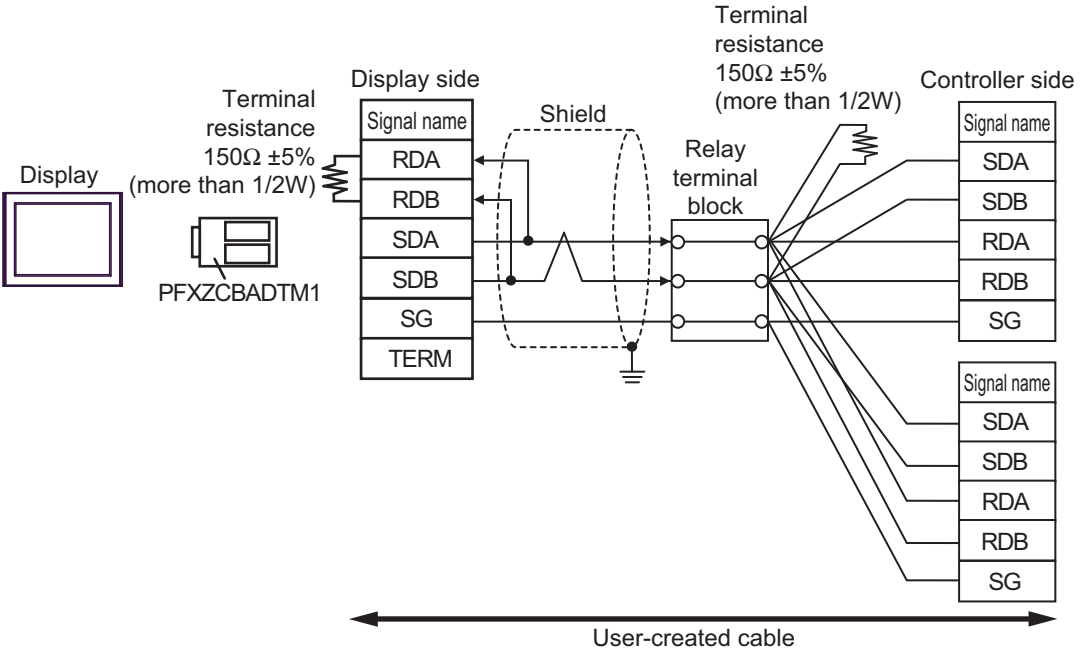 Display
PFXZCBADTM1
Terminal
resistance
150Ω ±5%
(more than 1/2W)
Display side
Signal name
RDA
RDB
SDA
SDB
SG
TERM
Shield
Relay
terminal
block
Terminal
resistance
150Ω ±5%
(more than 1/2W)
Controller side
Signal name
SDA
SDB
RDA
RDB
SG
Signal name
SDA
SDB
RDA
RDB
SG
User-created cable